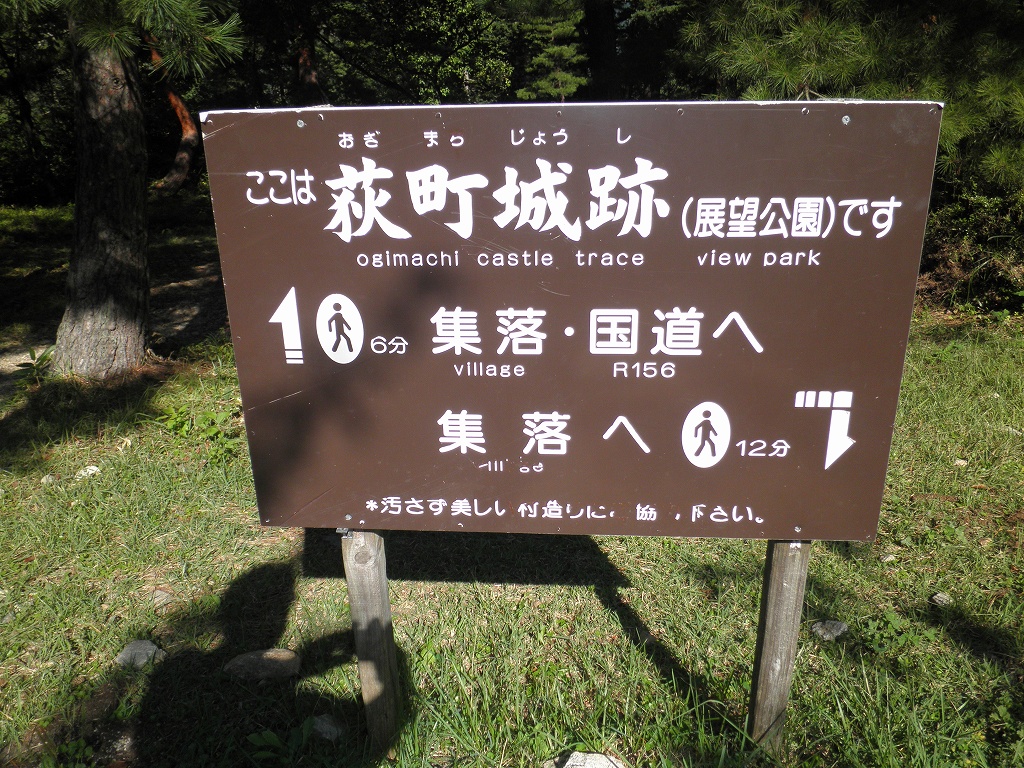 おぎ まち じょう し
ここは荻町城跡(展望公園)です
ogimachi castle trace view park
6分 集落・国道へ
village R156
集落へ 12分
*汚さず美しい村造りに 協 下さい。